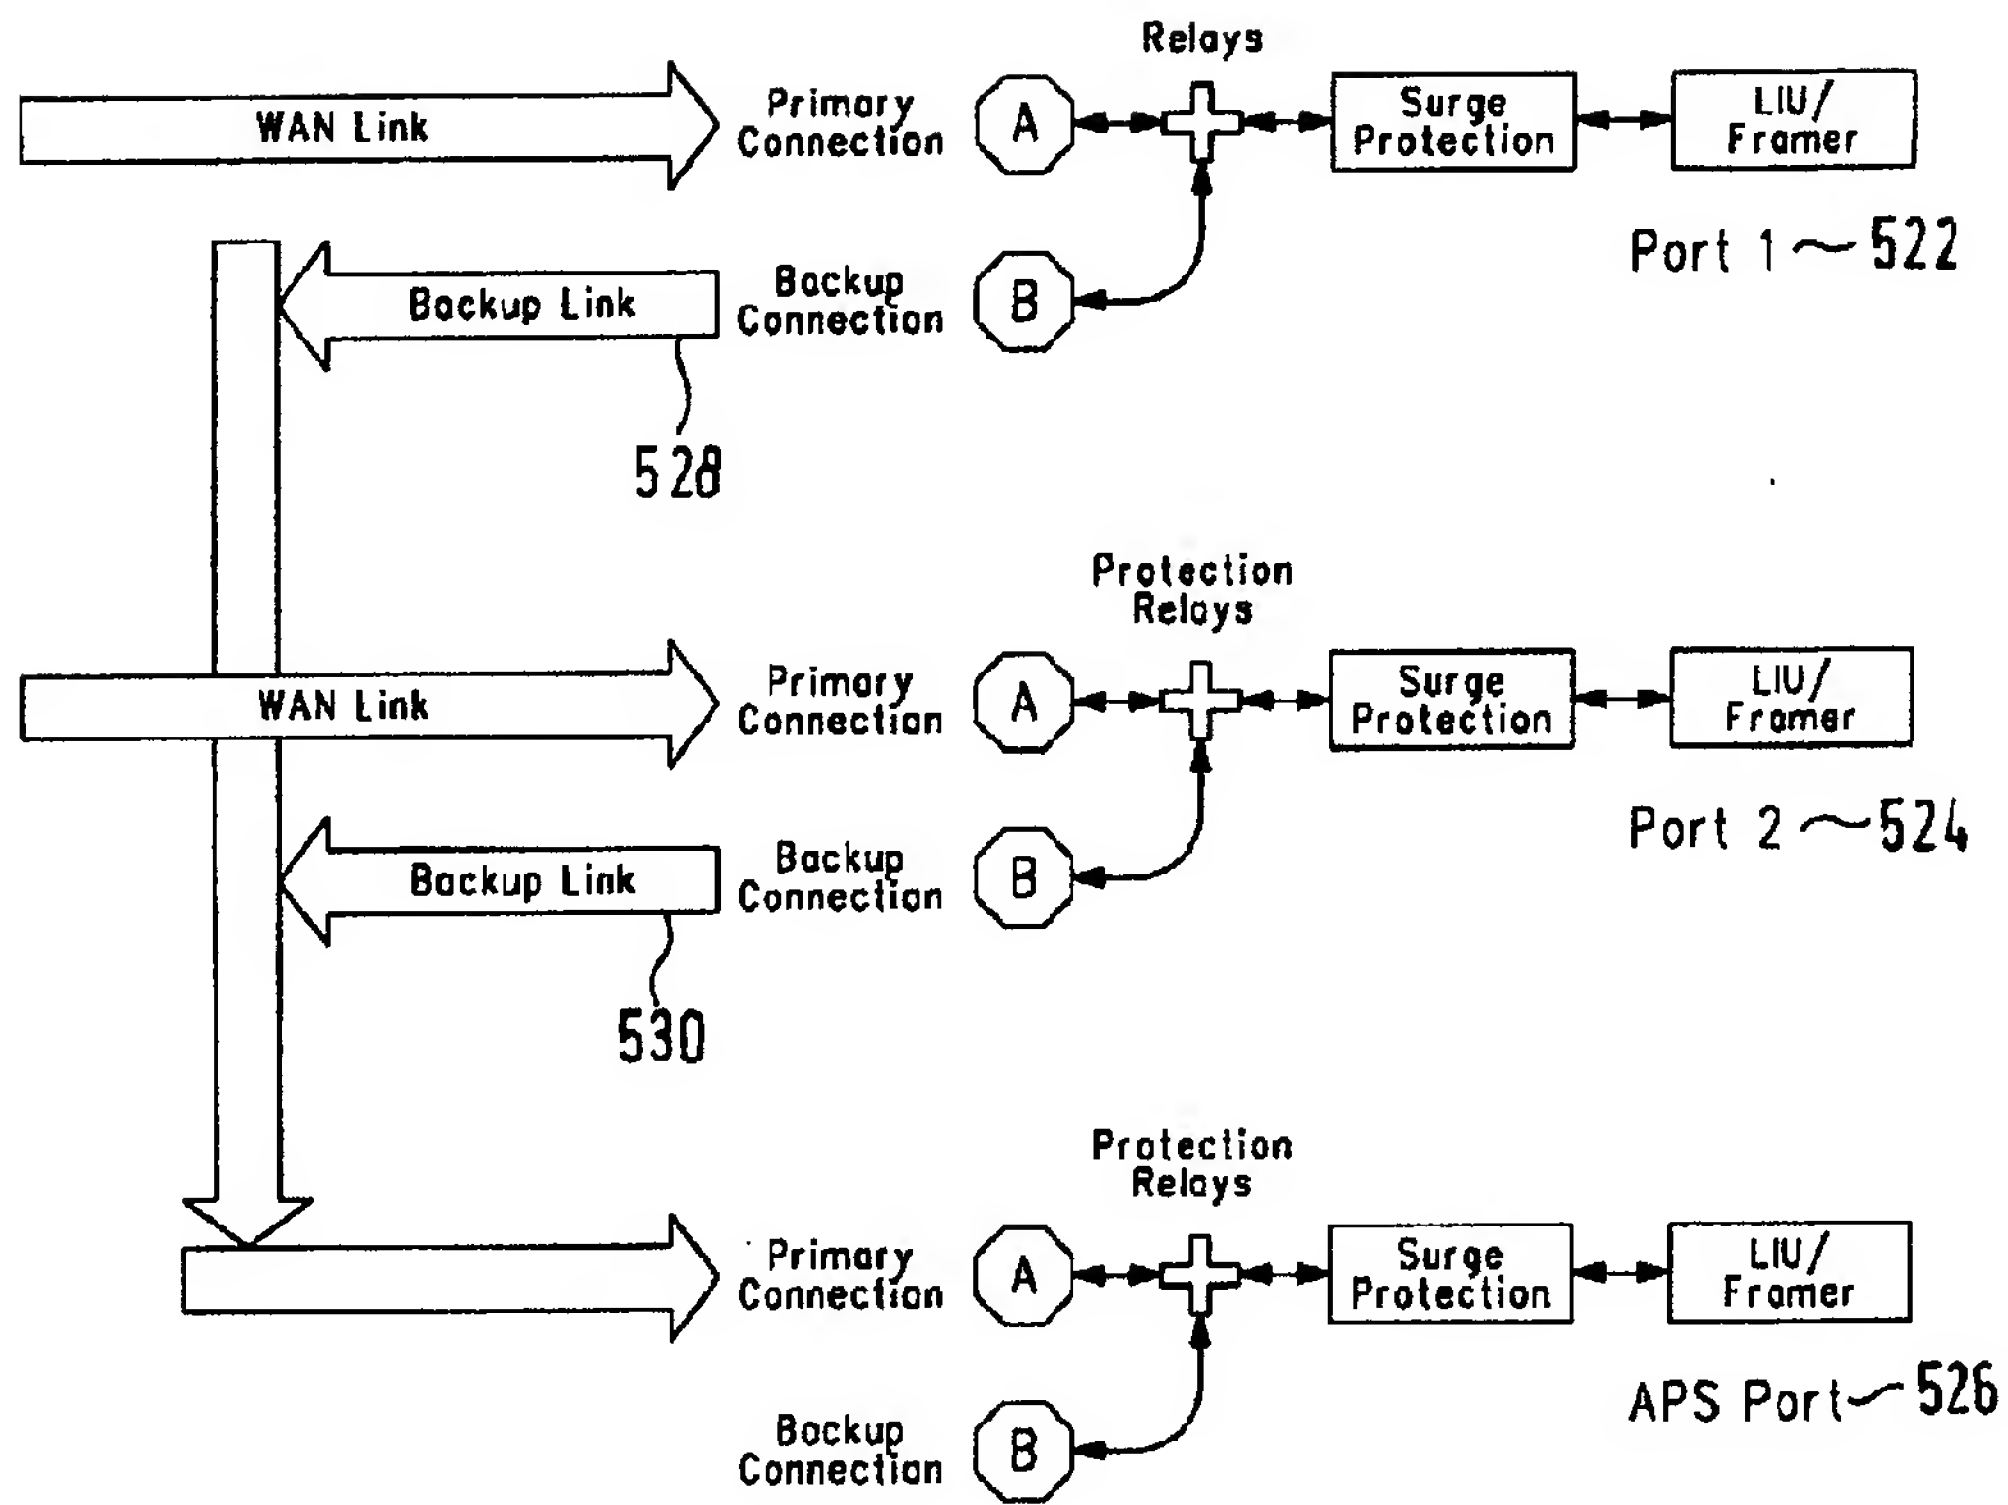 Relays
WAN Link
Primary
Connection
A
Surge
Protection
LIU/
Framer
Port 1 522
Backup Link
Backup
Connection
B
528
Protection
Relays
WAN Link
Primary
Connection
A
Surge
Protection
LIU/
Framer
Port 2 524
Backup Link
Backup
Connection
B
530
Protection
Relays
Primary
Connection
A
Surge
Protection
LIU/
Framer
APS Port 526
Backup
Connection
B